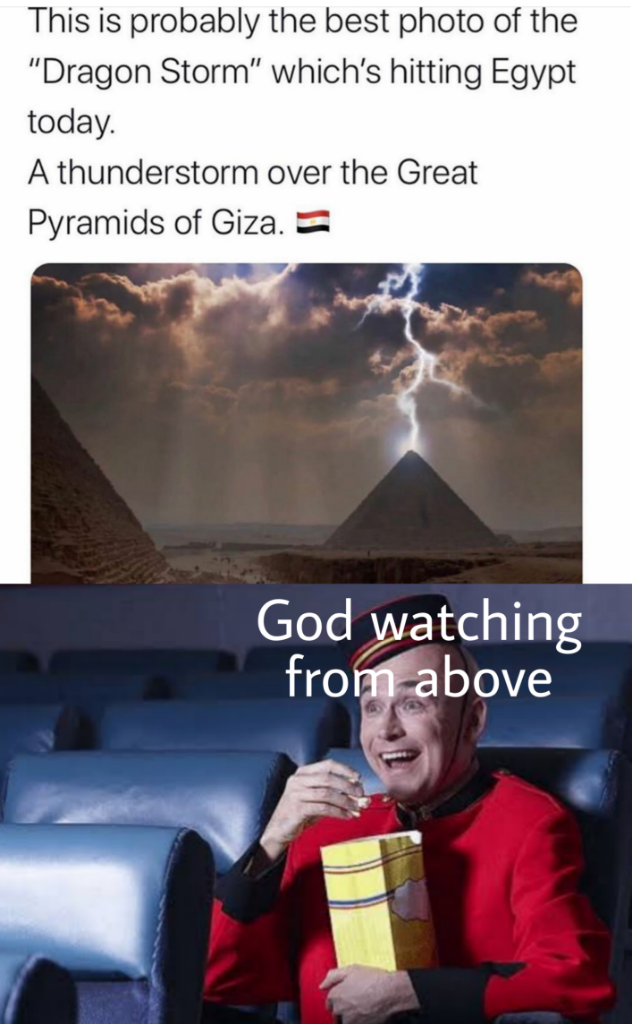 This is probably the best photo of the
“Dragon Storm” which’s hitting Egypt
today.
A thunderstorm over the Great
Pyramids of Giza. 🇪🇬
God watching
from above